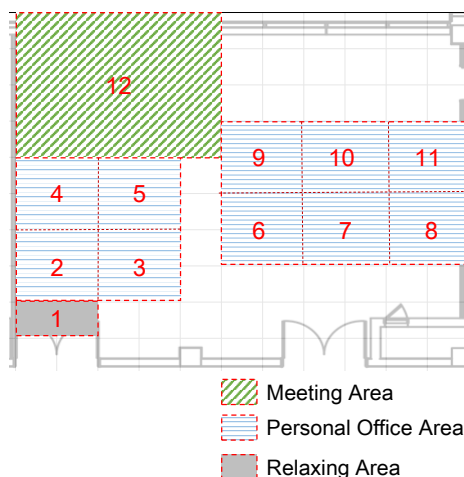 12
9 10 11
4 5
6 7 8
2 3
1
Meeting Area
Personal Office Area
Relaxing Area